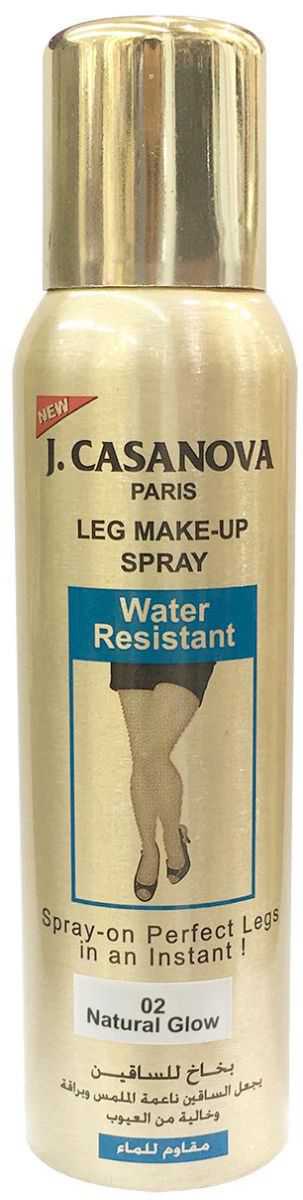 NEW
J. CASANOVA
PARIS
LEG MAKE-UP
SPRAY
Water
Resistant
Spray-on Perfect Legs
in an Instant !
02
Natural Glow
بخاخ للساقين
يجعل الساقين ناعمة الملمس وبراقة
وخالية من العيوب
مقاوم للماء